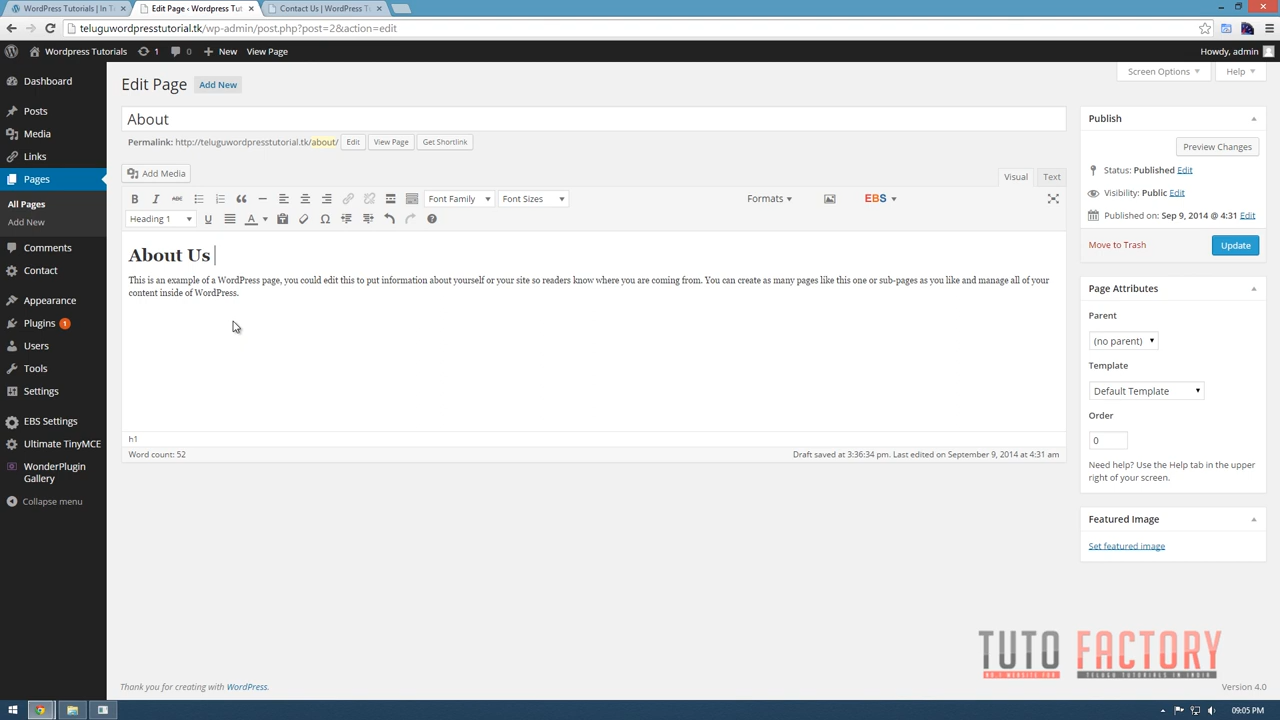 WordPress Tutorials | In T
Edit Page ‹ Wordpress Tut
Contact Us | WordPress T
teluguwordpresstutorial.tk/wp-admin/post.php?post=2&action=edit
Wordpress Tutorials 1 0 New View Page Howdy, admin
Dashboard
Posts
Media
Links
Pages
All Pages
Add New
Comments
Contact
Appearance
Plugins 1
Users
Tools
Settings
EBS Settings
Ultimate TinyMCE
WonderPlugin
Gallery
Collapse menu
Screen Options Help
Edit Page Add New
About
Permalink: http://teluguwordpresstutorial.tk/about/ Edit View Page Get Shortlink
Add Media
Visual Text
B I ABC Font Family Font Sizes Formats EBS
Heading 1 U A
About Us
This is an example of a WordPress page, you could edit this to put information about yourself or your site so readers know where you are coming from. You can create as many pages like this one or sub-pages as you like and manage all of your
content inside of WordPress.
h1
Word count: 52 Draft saved at 3:36:34 pm. Last edited on September 9, 2014 at 4:31 am
Publish
Preview Changes
Status: Published Edit
Visibility: Public Edit
Published on: Sep 9, 2014 @ 4:31 Edit
Move to Trash Update
Page Attributes
Parent
(no parent)
Template
Default Template
Order
0
Need help? Use the Help tab in the upper
right of your screen.
Featured Image
Set featured image
TUTO FACTORY
NO.1 WEBSITE FOR TELUGU TUTORIALS IN INDIA
Thank you for creating with WordPress. Version 4.0
09:05 PM